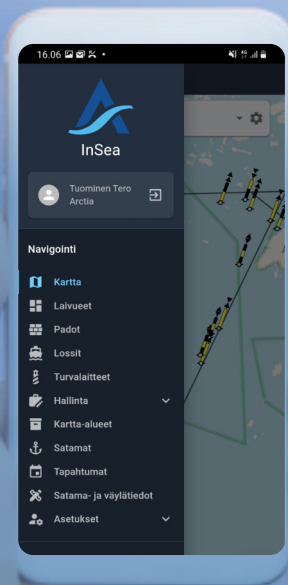 16.06
4G
InSea
Tuominen Tero
Arctia
Navigointi
Kartta
Laivueet
Padot
Lossit
Turvalaitteet
Hallinta
Kartta-alueet
Satamat
Tapahtumat
Satama- ja väylätiedot
Asetukset